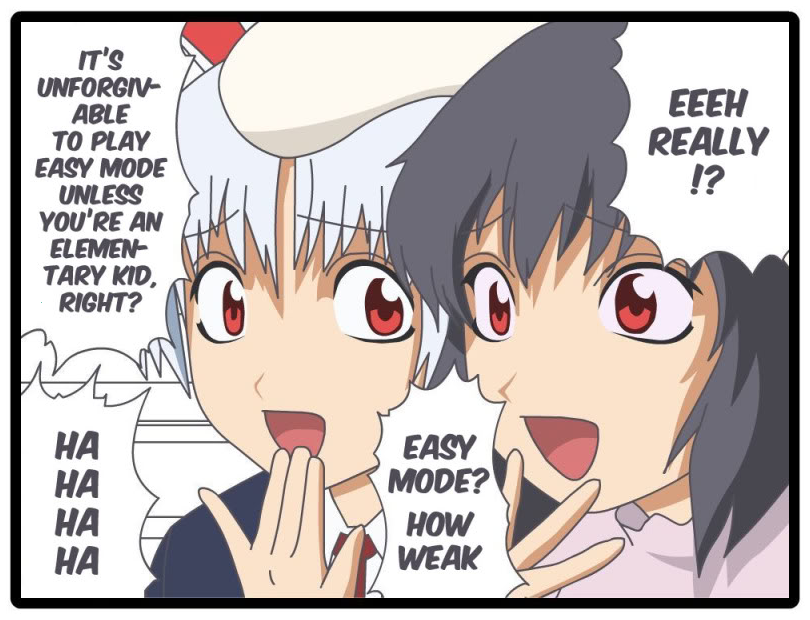 IT'S
UNFORGIV-
ABLE
TO PLAY
EASY MODE
UNLESS
YOU'RE AN
ELEMEN-
TARY KID,
RIGHT?
EEEH
REALLY
!?
HA
HA
HA
HA
EASY
MODE?
HOW
WEAK